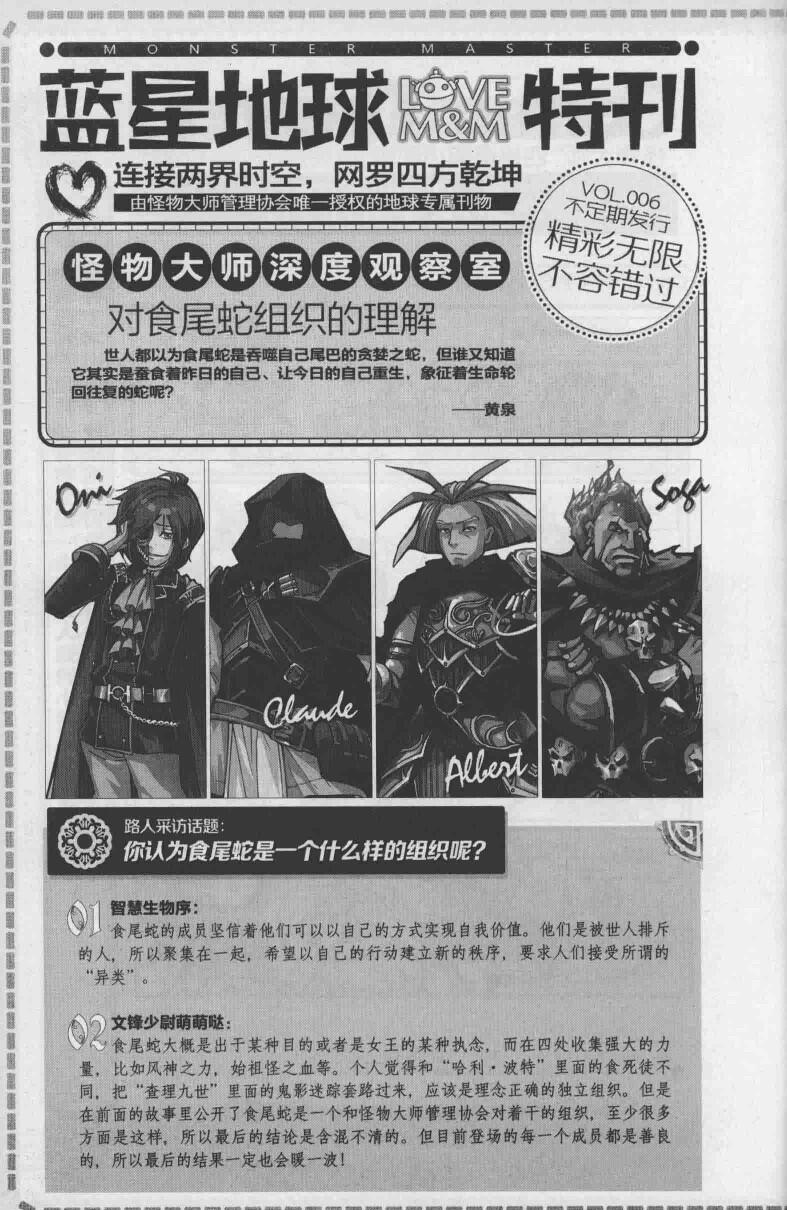 MONSTER MASTER
蓝星地球 LOVE M&M 特刊
连接两界时空，网罗四方乾坤
由怪物大师管理协会唯一授权的地球专属刊物
VOL.006
不定期发行
精彩无限
不容错过
怪物大师深度观察室
对食尾蛇组织的理解
世人都以为食尾蛇是吞噬自己尾巴的贪婪之蛇，但谁又知道
它其实是蚕食着昨日的自己、让今日的自己重生，象征着生命轮
回往复的蛇呢？
——黄泉
Oni
Claude
Albert
Soga
路人采访话题：
你认为食尾蛇是一个什么样的组织呢？
01 智慧生物序：
食尾蛇的成员坚信着他们可以以自己的方式实现自我价值。他们是被世人排斥
的人，所以聚集在一起，希望以自己的行动建立新的秩序，要求人们接受所谓的
“异类”。
02 文锋少尉萌萌哒：
食尾蛇大概是出于某种目的或者是女王的某种执念，而在四处收集强大的力
量，比如风神之力，始祖怪之血等。个人觉得和“哈利·波特”里面的食死徒不
同，把“查理九世”里面的鬼影迷踪套路过来，应该是理念正确的独立组织。但是
在前面的故事里公开了食尾蛇是一个和怪物大师管理协会对着干的组织，至少很多
方面是这样，所以最后的结论是含混不清的。但目前登场的每一个成员都是善良
的，所以最后的结果一定也会暖一波！